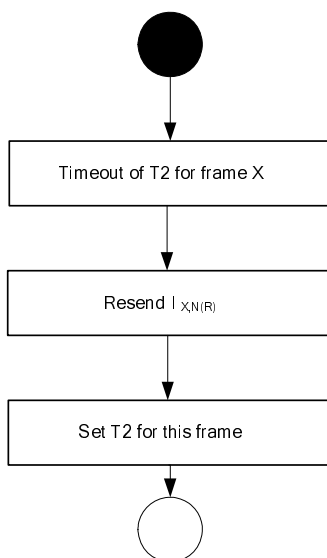 Timeout of T2 for frame X
Resend I X,N(R)
Set T2 for this frame